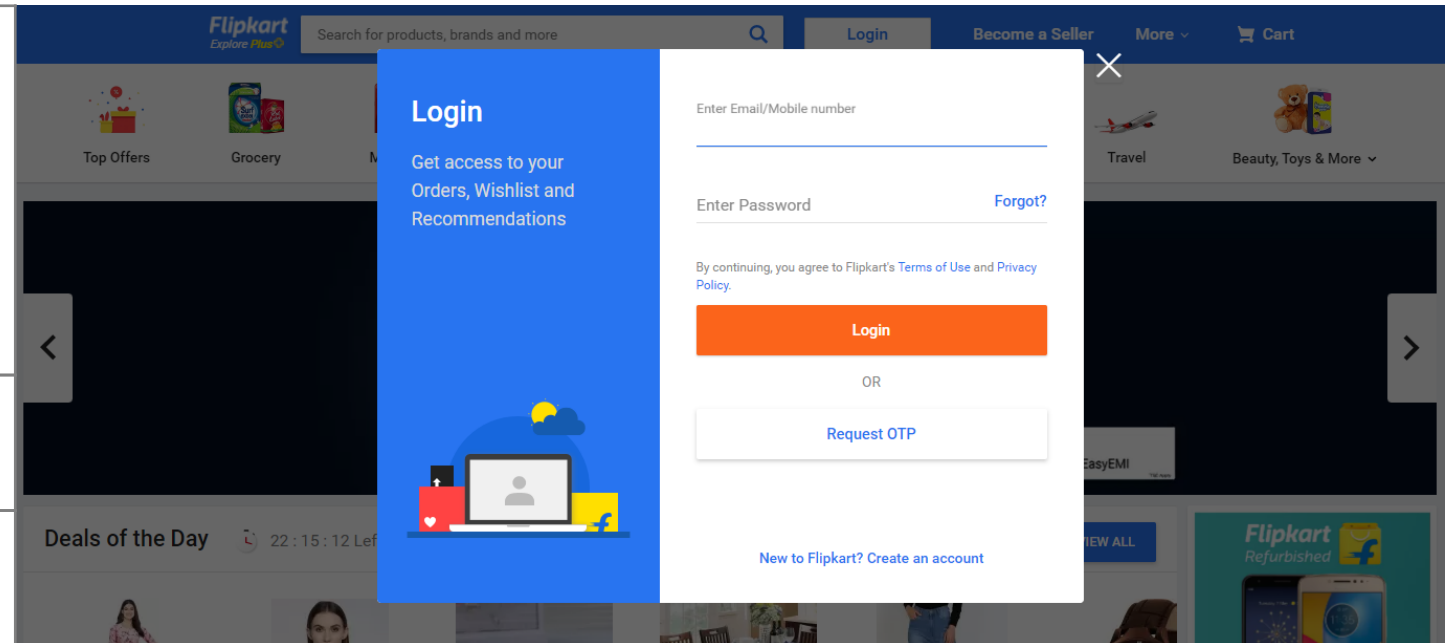 Flipkart
Explore Plus
Search for products, brands and more
Login
Become a Seller
More
Cart
Top Offers
Grocery
M
Travel
Beauty, Toys & More
Login
Get access to your
Orders, Wishlist and
Recommendations
Enter Email/Mobile number
Enter Password
Forgot?
By continuing, you agree to Flipkart's Terms of Use and Privacy
Policy.
Login
OR
Request OTP
New to Flipkart? Create an account
EasyEMI
Deals of the Day
22 : 15 : 12 Lef
VIEW ALL
Flipkart
Refurbished